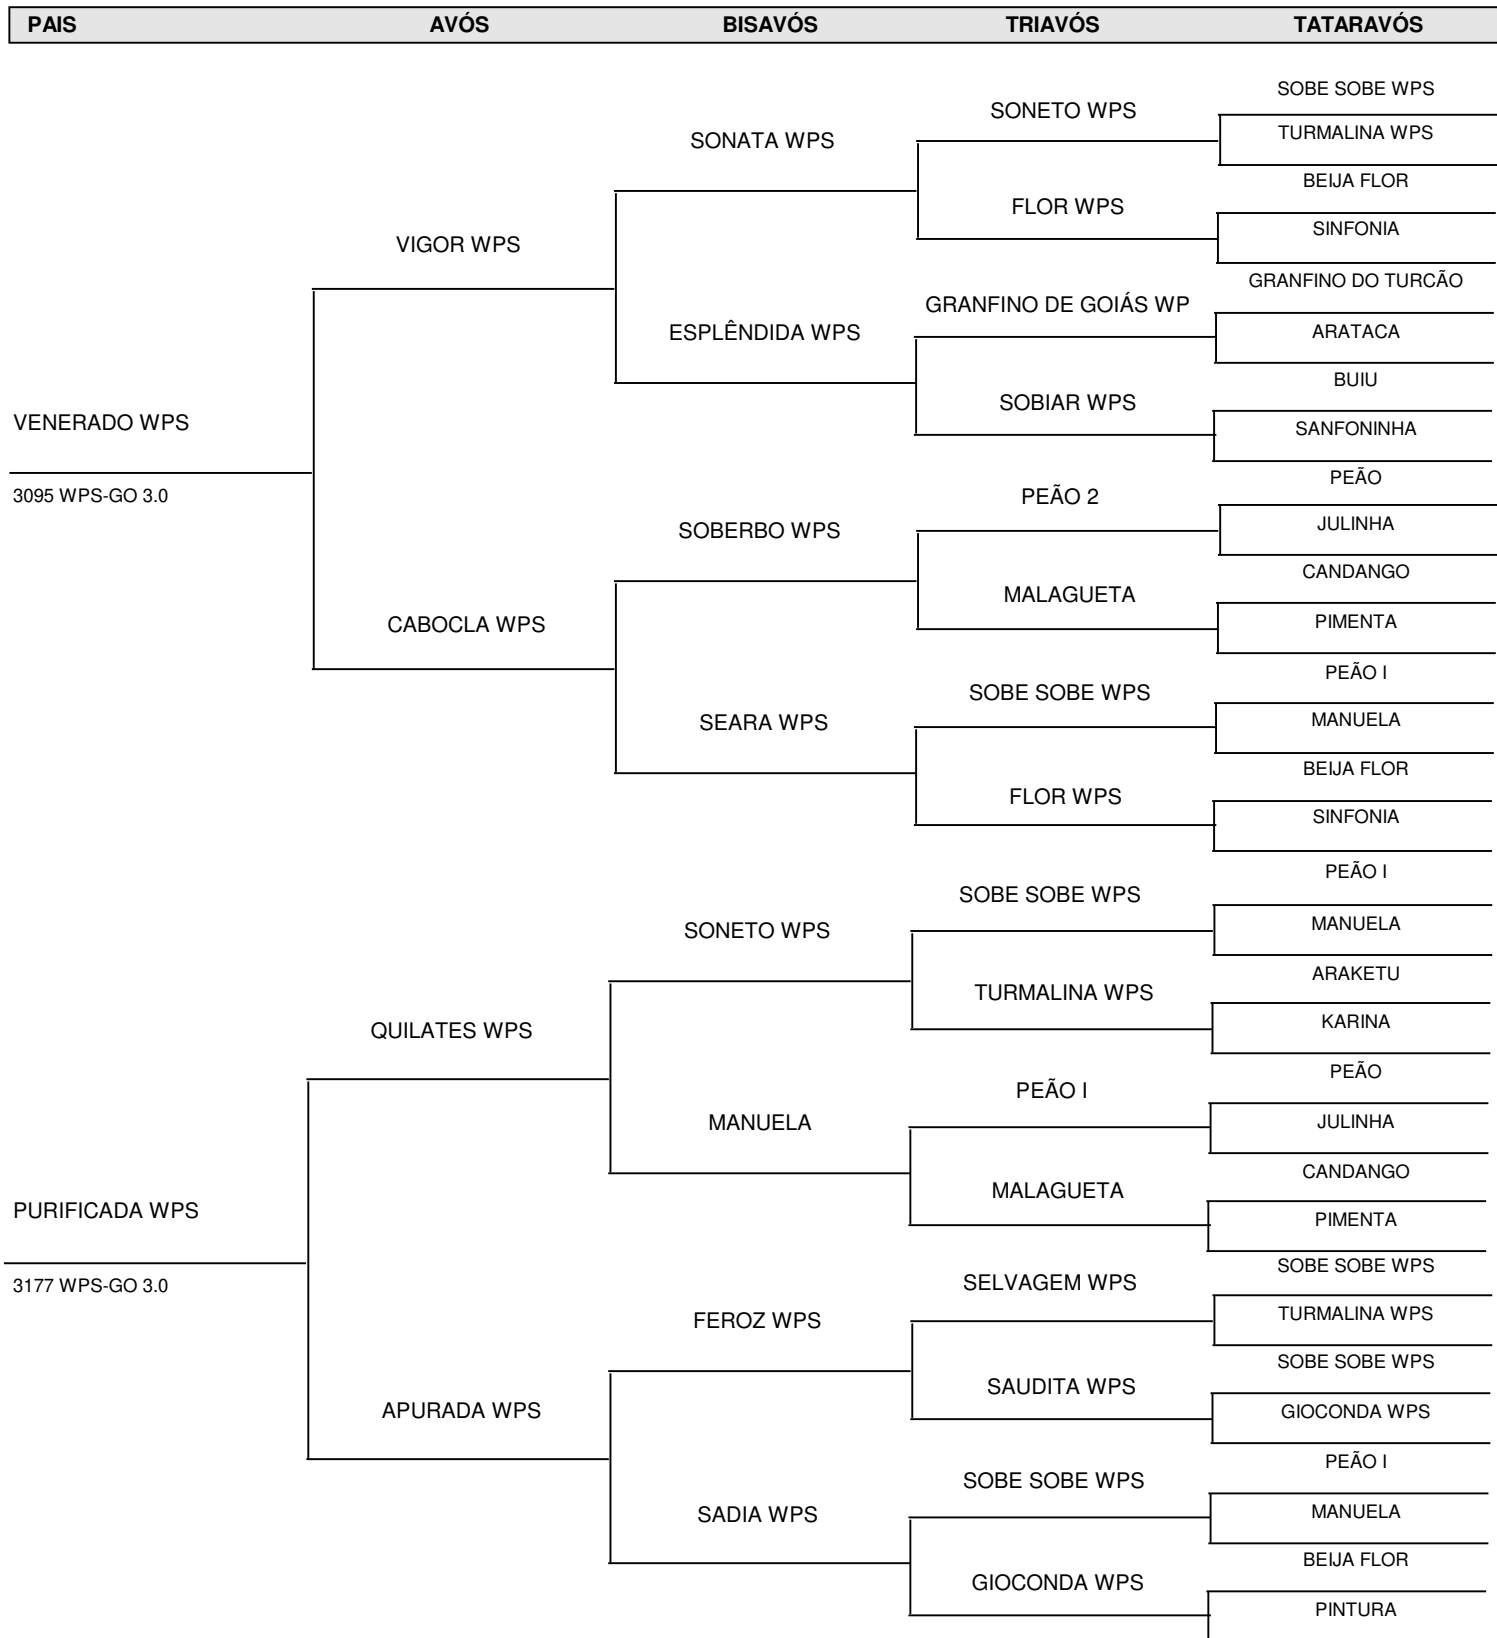 PAIS AVÓS BISAVÓS TRIAVÓS TATARAVÓS
SOBE SOBE WPS
SONETO WPS
TURMALINA WPS
SONATA WPS
BEIJA FLOR
FLOR WPS
SINFONIA
VIGOR WPS
GRANFINO DO TURCÃO
GRANFINO DE GOIÁS WP
ESPLÊNDIDA WPS
ARATACA
BUIU
SOBIAR WPS
VENERADO WPS
SANFONINHA
PEÃO
3095 WPS-GO 3.0
PEÃO 2
JULINHA
SOBERBO WPS
CANDANGO
MALAGUETA
PIMENTA
CABOCLA WPS
PEÃO I
SOBE SOBE WPS
MANUELA
SEARA WPS
BEIJA FLOR
FLOR WPS
SINFONIA
PEÃO I
SOBE SOBE WPS
MANUELA
SONETO WPS
ARAKETU
TURMALINA WPS
KARINA
QUILATES WPS
PEÃO
PEÃO I
JULINHA
MANUELA
CANDANGO
MALAGUETA
PURIFICADA WPS
PIMENTA
SOBE SOBE WPS
3177 WPS-GO 3.0
SELVAGEM WPS
TURMALINA WPS
FEROZ WPS
SOBE SOBE WPS
SAUDITA WPS
APURADA WPS
GIOCONDA WPS
PEÃO I
SOBE SOBE WPS
MANUELA
SADIA WPS
BEIJA FLOR
GIOCONDA WPS
PINTURA